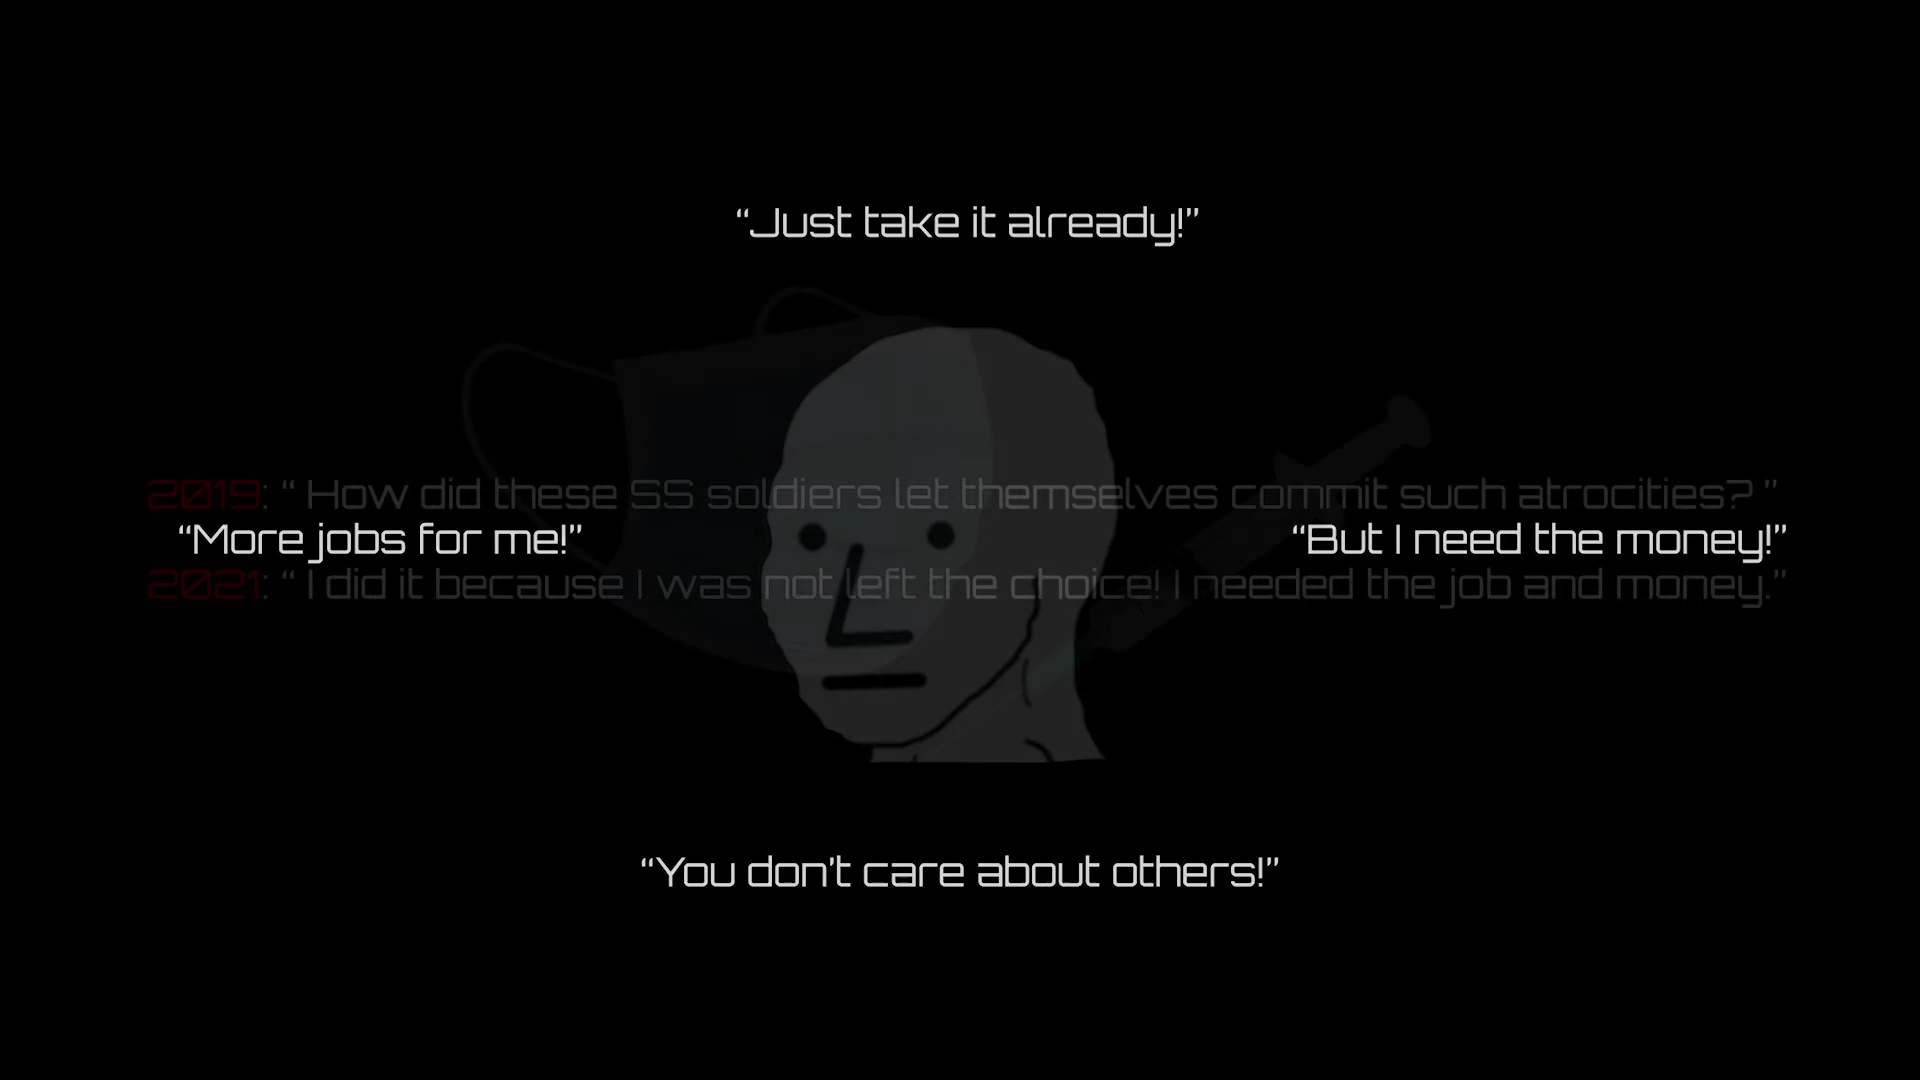 “Just take it already!”
2019: “ How did these SS soldiers let themselves commit such atrocities? ”
“More jobs for me!”
“But I need the money!”
2021: “ I did it because I was not left the choice! I needed the job and money.”
“You don’t care about others!”